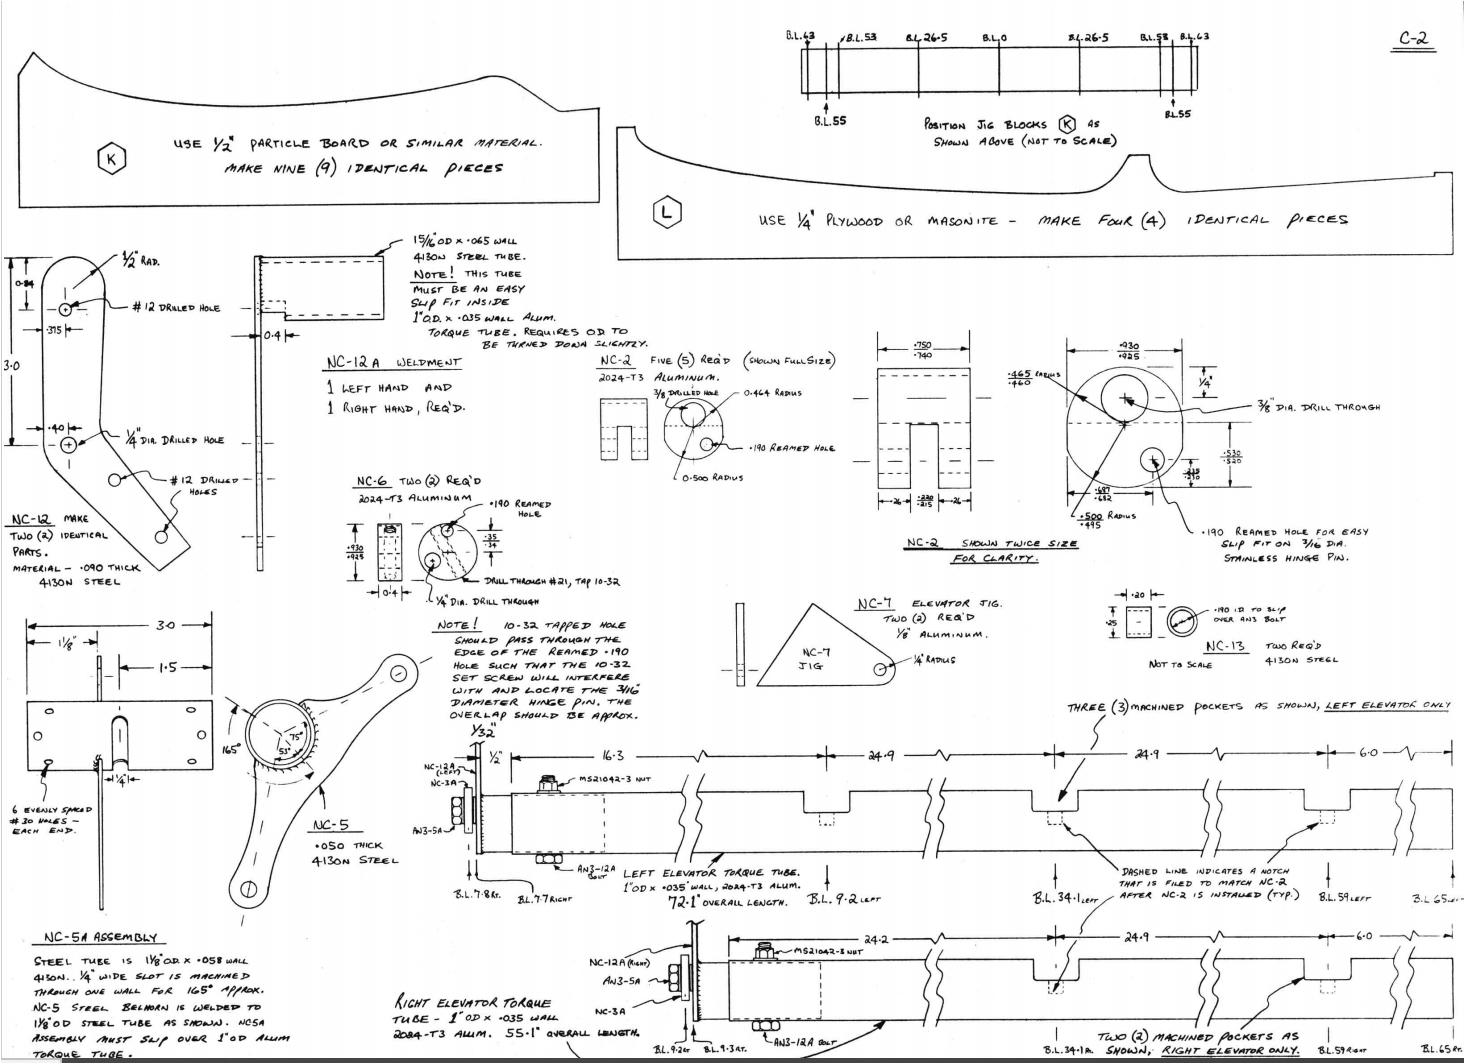 C-2
B.L.63
B.L.53
B.L.26.5
B.L.0
B.L.26.5
B.L.53
B.L.63
B.L.55
B.L.55
POSITION JIG BLOCKS K AS
SHOWN ABOVE (NOT TO SCALE)
K
USE 1/2" PARTICLE BOARD OR SIMILAR MATERIAL.
MAKE NINE (9) IDENTICAL PIECES
L
USE 1/4" PLYWOOD OR MASONITE - MAKE FOUR (4) IDENTICAL PIECES
1/2" RAD.
0.84
#12 DRILLED HOLE
.375
3.0
.40
1/4" DIA. DRILLED HOLE
#12 DRILLED
HOLES
NC-12 MAKE
TWO (2) IDENTICAL
PARTS.
MATERIAL - .090 THICK
4130N STEEL
15/16" OD x .065 WALL
4130N STEEL TUBE.
NOTE! THIS TUBE
MUST BE AN EASY
SLIP FIT INSIDE
1" O.D. x .035 WALL ALUM.
TORQUE TUBE. REQUIRES OD TO
BE TURNED DOWN SLIGHTLY.
0.4
NC-12A WELDMENT
1 LEFT HAND AND
1 RIGHT HAND, REQ'D.
NC-2 FIVE (5) REQ'D (SHOWN FULL SIZE)
2024-T3 ALUMINUM.
3/8 DRILLED HOLE
0.464 RADIUS
.190 REAMED HOLE
0.500 RADIUS
.750
.740
.26
.220
.215
.26
.930
.925
.465 RADIUS
.460
1/4"
3/8" DIA. DRILL THROUGH
.530
.520
.235
.230
.687
.682
.500 RADIUS
.495
.190 REAMED HOLE FOR EASY
SLIP FIT ON 3/16 DIA.
STAINLESS HINGE PIN.
NC-2 SHOWN TWICE SIZE
FOR CLARITY.
NC-6 TWO (2) REQ'D
2024-T3 ALUMINUM
.190 REAMED
HOLE
.930
.925
.35
.34
0.4
DRILL THROUGH #21, TAP 10-32
1/4" DIA. DRILL THROUGH
NOTE! 10-32 TAPPED HOLE
SHOULD PASS THROUGH THE
EDGE OF THE REAMED .190
HOLE SUCH THAT THE 10-32
SET SCREW WILL INTERFERE
WITH AND LOCATE THE 3/16"
DIAMETER HINGE PIN. THE
OVERLAP SHOULD BE APPROX.
1/32"
NC-7 ELEVATOR JIG.
TWO (2) REQ'D
1/8" ALUMINUM.
NC-7
JIG
1/4" RADIUS
.20
.25
.190 I.D TO SLIP
OVER AN3 BOLT
NC-13 TWO REQ'D
4130N STEEL
NOT TO SCALE
3.0
1 1/8"
1.5
1/4"
6 EVENLY SPACED
#30 HOLES -
EACH END.
165°
75°
53°
NC-5
.050 THICK
4130N STEEL
NC-5A ASSEMBLY
STEEL TUBE IS 1 1/8" O.D. x .058 WALL
4130N. 1/4" WIDE SLOT IS MACHINED
THROUGH ONE WALL FOR 165° APPROX.
NC-5 STEEL BELHORN IS WELDED TO
1 1/8" OD STEEL TUBE AS SHOWN. NC5A
ASSEMBLY MUST SLIP OVER 1" OD ALUM
TORQUE TUBE.
THREE (3) MACHINED POCKETS AS SHOWN, LEFT ELEVATOR ONLY
1/2"
16.3
24.9
24.9
6.0
NC-12A
(LEFT)
NC-3A
MS21042-3 NUT
AN3-5A
AN3-12A
BOLT
B.L.7.8 RT.
B.L.7.7 RIGHT
LEFT ELEVATOR TORQUE TUBE.
1" OD x .035" WALL, 2024-T3 ALUM.
72.1" OVERALL LENGTH.
B.L. 9.2 LEFT
B.L.34.1 LEFT
DASHED LINE INDICATES A NOTCH
THAT IS FILED TO MATCH NC-2
AFTER NC-2 IS INSTALLED (TYP.)
B.L.59 LEFT
B.L 65
24.2
24.9
6.0
NC-12A (RIGHT)
MS21042-3 NUT
AN3-5A
NC-3A
AN3-12A BOLT
RIGHT ELEVATOR TORQUE
TUBE - 1" OD x .035 WALL
2024-T3 ALUM. 55.1" OVERALL LENGTH.
B.L.9.2 RT
B.L.9.3 RT.
B.L.34.1 R.
TWO (2) MACHINED POCKETS AS
SHOWN, RIGHT ELEVATOR ONLY.
B.L.59 RIGHT
B.L.65 RT.